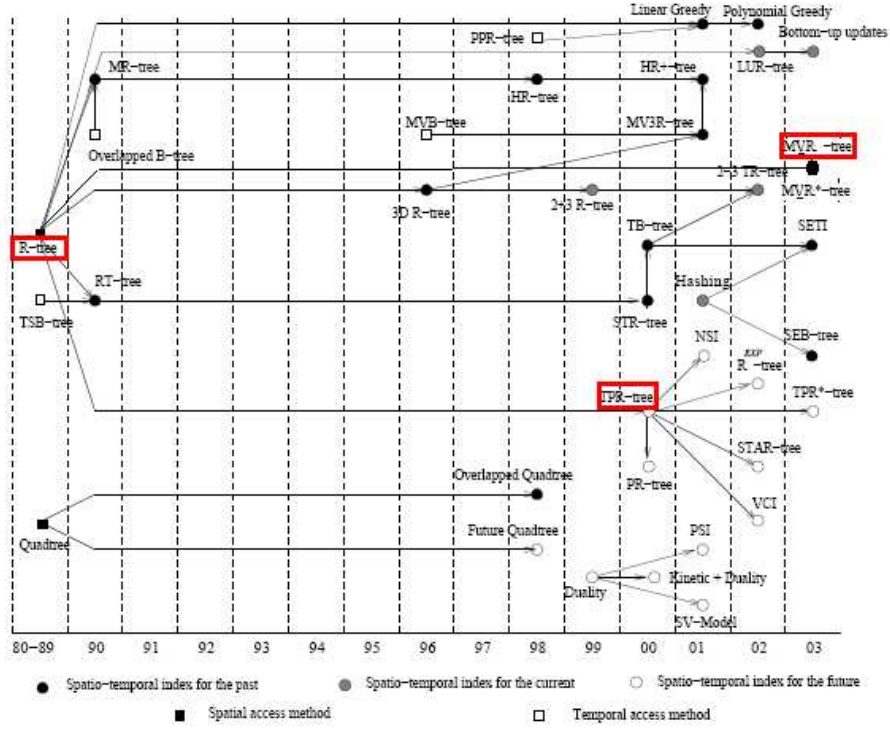 Linear Greedy Polynomial Greedy
PPR-tree
Bottom-up updates
MR-tree
HR+-tree
LUR-tree
HR-tree
MVB-tree
MV3R-tree
Overlapped B-tree
MVR -tree
2-3 TR-tree
MVR*-tree
3D R-tree
2+3 R-tree
TB-tree
SETI
R-tree
RT-tree
Hashing
TSB-tree
STR-tree
NSI
SEB-tree
EXP
R -tree
TPR-tree
TPR*-tree
STAR-tree
PR-tree
Overlapped Quadtree
VCI
Future Quadtree
PSI
Quadtree
Kinetic + Duality
Duality
SV-Model
80-89 90 91 92 93 94 95 96 97 98 99 00 01 02 03
Spatio-temporal index for the past
Spatio-temporal index for the current
Spatio-temporal index for the future
Spatial access method
Temporal access method